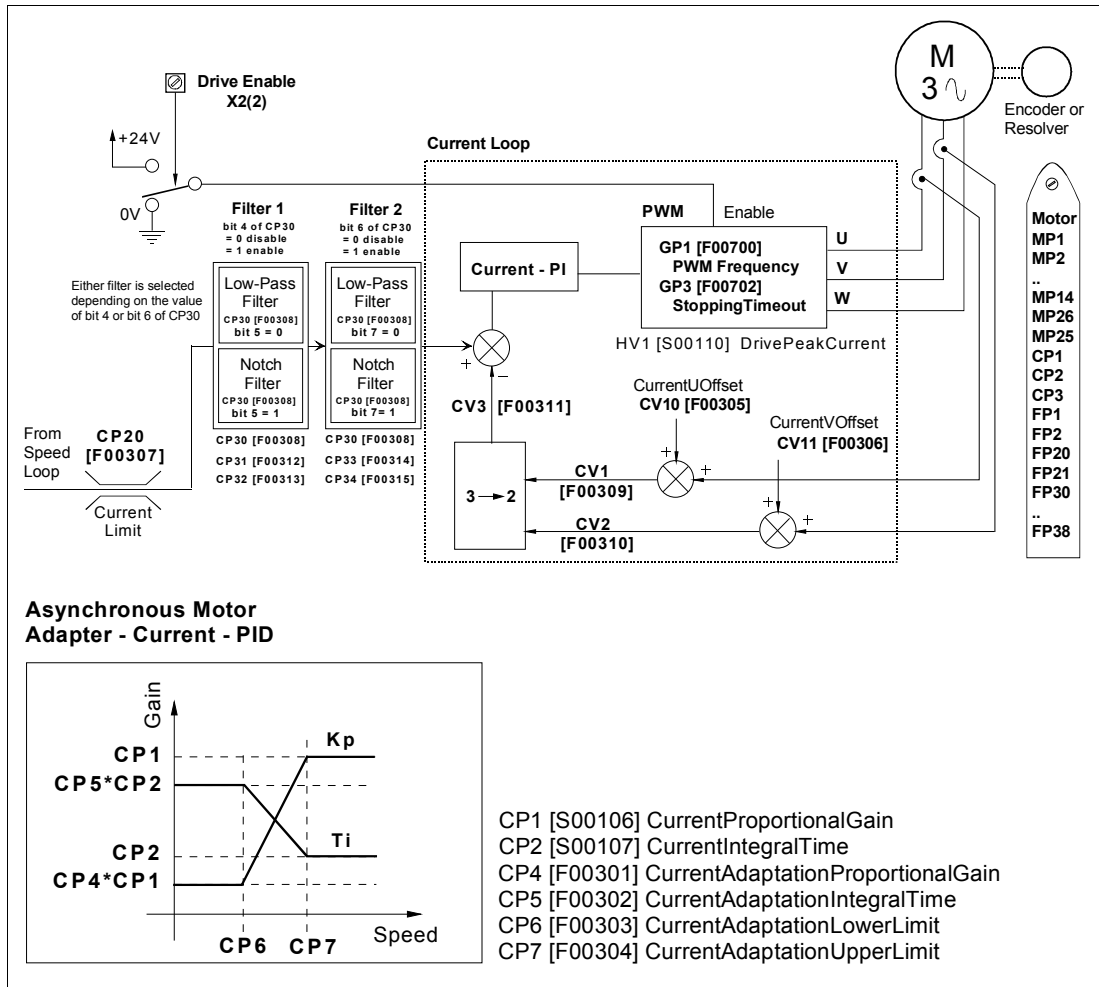 Drive Enable
X2(2)
+24V
0V
M
3
Encoder or
Resolver
Current Loop
Filter 1
bit 4 of CP30
= 0 disable
= 1 enable
Filter 2
bit 6 of CP30
= 0 disable
= 1 enable
Either filter is selected
depending on the value
of bit 4 or bit 6 of CP30
Low-Pass
Filter
CP30 [F00308]
bit 5 = 0
Notch
Filter
CP30 [F00308]
bit 5 = 1
CP30 [F00308]
CP31 [F00312]
CP32 [F00313]
Low-Pass
Filter
CP30 [F00308]
bit 7 = 0
Notch
Filter
CP30 [F00308]
bit 7= 1
CP30 [F00308]
CP33 [F00314]
CP34 [F00315]
From
Speed
Loop
CP20
[F00307]
Current
Limit
Current - PI
+
−
PWM
Enable
GP1 [F00700]
PWM Frequency
GP3 [F00702]
StoppingTimeout
U
V
W
HV1 [S00110] DrivePeakCurrent
CV3 [F00311]
CurrentUOffset
CV10 [F00305]
CurrentVOffset
CV11 [F00306]
3 → 2
CV1
[F00309]
+ +
CV2
[F00310]
+ +
Motor
MP1
MP2
..
MP14
MP26
MP25
CP1
CP2
CP3
FP1
FP2
FP20
FP21
FP30
..
FP38
Asynchronous Motor
Adapter - Current - PID
Gain
CP1
CP5*CP2
CP2
CP4*CP1
Kp
Ti
CP6 CP7
Speed
CP1 [S00106] CurrentProportionalGain
CP2 [S00107] CurrentIntegralTime
CP4 [F00301] CurrentAdaptationProportionalGain
CP5 [F00302] CurrentAdaptationIntegralTime
CP6 [F00303] CurrentAdaptationLowerLimit
CP7 [F00304] CurrentAdaptationUpperLimit